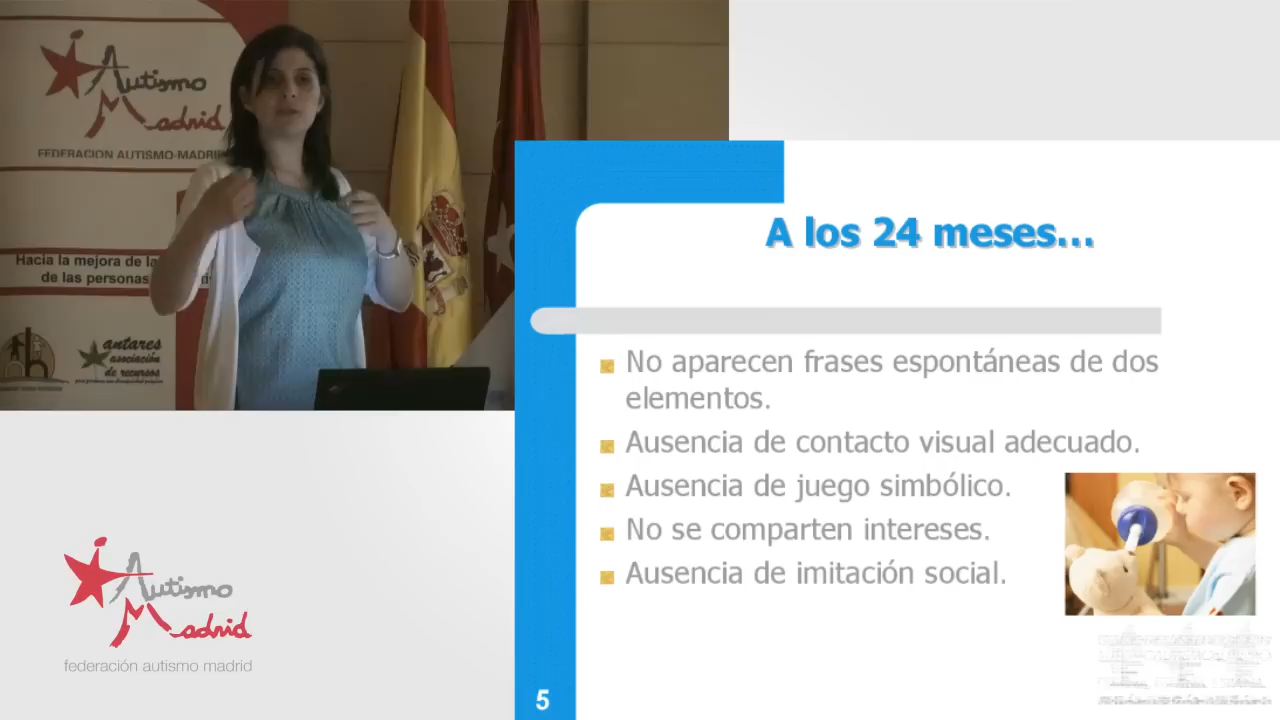 Autismo
Madrid
FEDERACION AUTISMO-MADRI
Hacia la mejora de la
de las personas
antares
asociación
de recursos
A los 24 meses...
No aparecen frases espontáneas de dos
elementos.
Ausencia de contacto visual adecuado.
Ausencia de juego simbólico.
No se comparten intereses.
Ausencia de imitación social.
Autismo
Madrid
federación autismo madrid
5